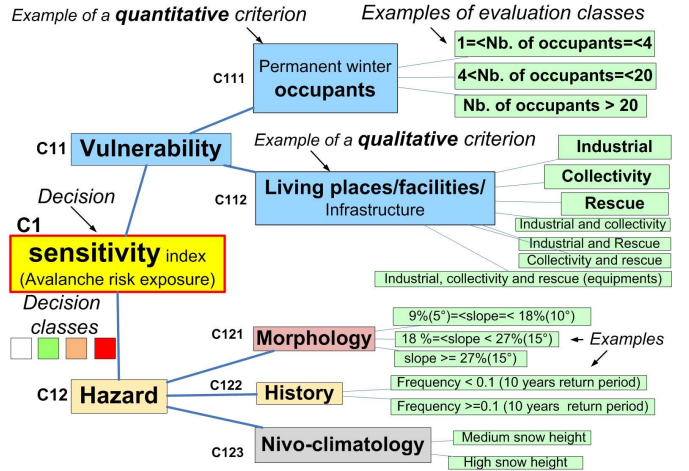 Example of a quantitative criterion
Examples of evaluation classes
C111
Permanent winter
occupants
1=<Nb. of occupants=<4
4<Nb. of occupants=<20
Nb. of occupants > 20
C11
Vulnerability
Example of a qualitative criterion
C112
Living places/facilities/
Infrastructure
Industrial
Collectivity
Rescue
Industrial and collectivity
Industrial and Rescue
Collectivity and rescue
Industrial, collectivity and rescue (equipments)
Decision
C1
sensitivity index
(Avalanche risk exposure)
Decision
classes
C12
Hazard
C121
Morphology
9%(5°)=<slope=< 18%(10°)
18 %=<slope < 27%(15°)
slope >= 27%(15°)
Examples
C122
History
Frequency < 0.1 (10 years return period)
Frequency >=0.1 (10 years return period)
C123
Nivo-climatology
Medium snow height
High snow height